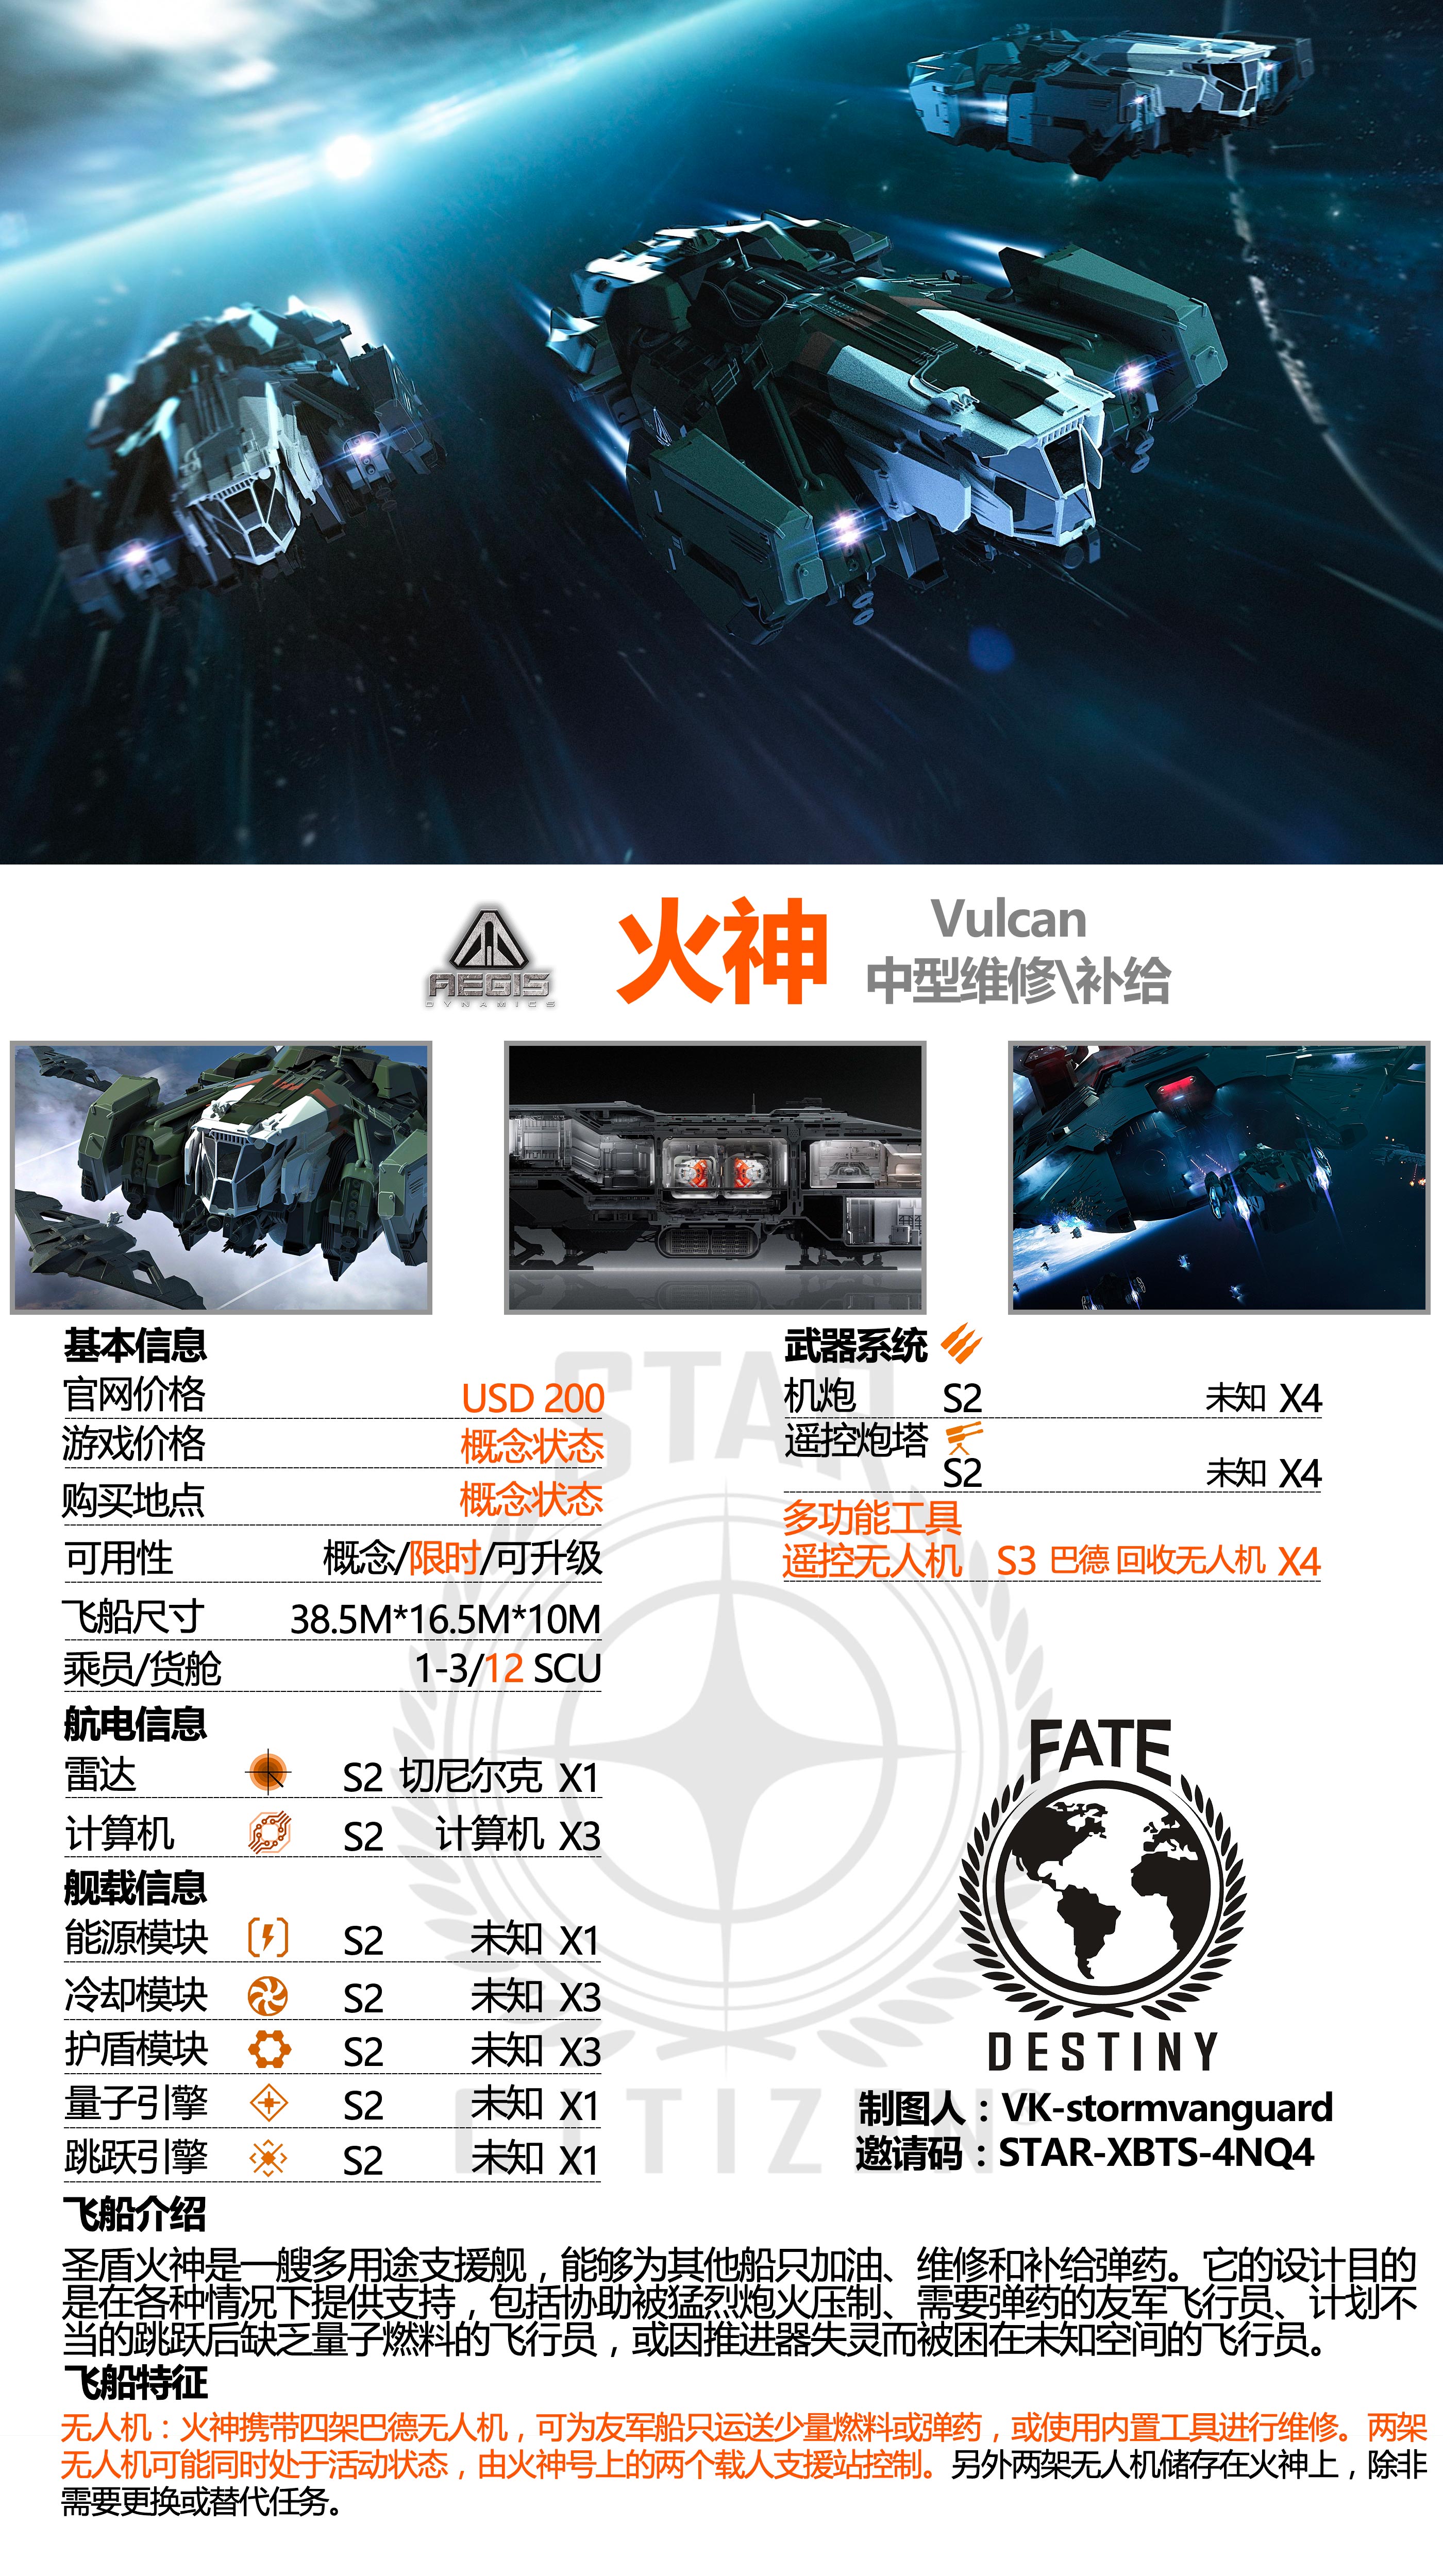 AEGIS
DYNAMICS
火神
Vulcan
中型维修\补给
基本信息
官网价格 USD 200
游戏价格 概念状态
购买地点 概念状态
可用性 概念/限时/可升级
飞船尺寸 38.5M*16.5M*10M
乘员/货舱 1-3/12 SCU
航电信息
雷达 S2 切尼尔克 X1
计算机 S2 计算机 X3
舰载信息
能源模块 S2 未知 X1
冷却模块 S2 未知 X3
护盾模块 S2 未知 X3
量子引擎 S2 未知 X1
跳跃引擎 S2 未知 X1
武器系统
机炮 S2 未知 X4
遥控炮塔
S2 未知 X4
多功能工具
遥控无人机 S3 巴德 回收无人机 X4
STAR
CITIZEN
FATE
DESTINY
制图人：VK-stormvanguard
邀请码：STAR-XBTS-4NQ4
飞船介绍
圣盾火神是一艘多用途支援舰，能够为其他船只加油、维修和补给弹药。它的设计目的
是在各种情况下提供支持，包括协助被猛烈炮火压制、需要弹药的友军飞行员、计划不
当的跳跃后缺乏量子燃料的飞行员，或因推进器失灵而被困在未知空间的飞行员。
飞船特征
无人机：火神携带四架巴德无人机，可为友军船只运送少量燃料或弹药，或使用内置工具进行维修。两架
无人机可能同时处于活动状态，由火神号上的两个载人支援站控制。另外两架无人机储存在火神上，除非
需要更换或替代任务。